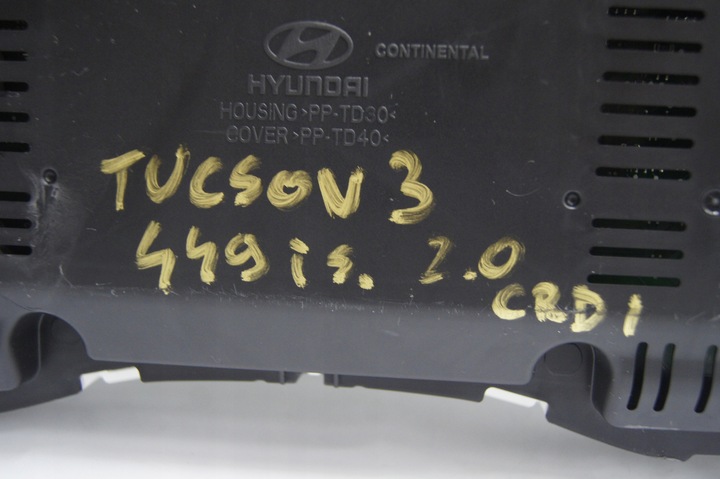 CONTINENTAL
HYUNDAI
HOUSING >PP-TD30<
COVER >PP-TD40<
TUCSON 3
449is. 2.0
CRDI